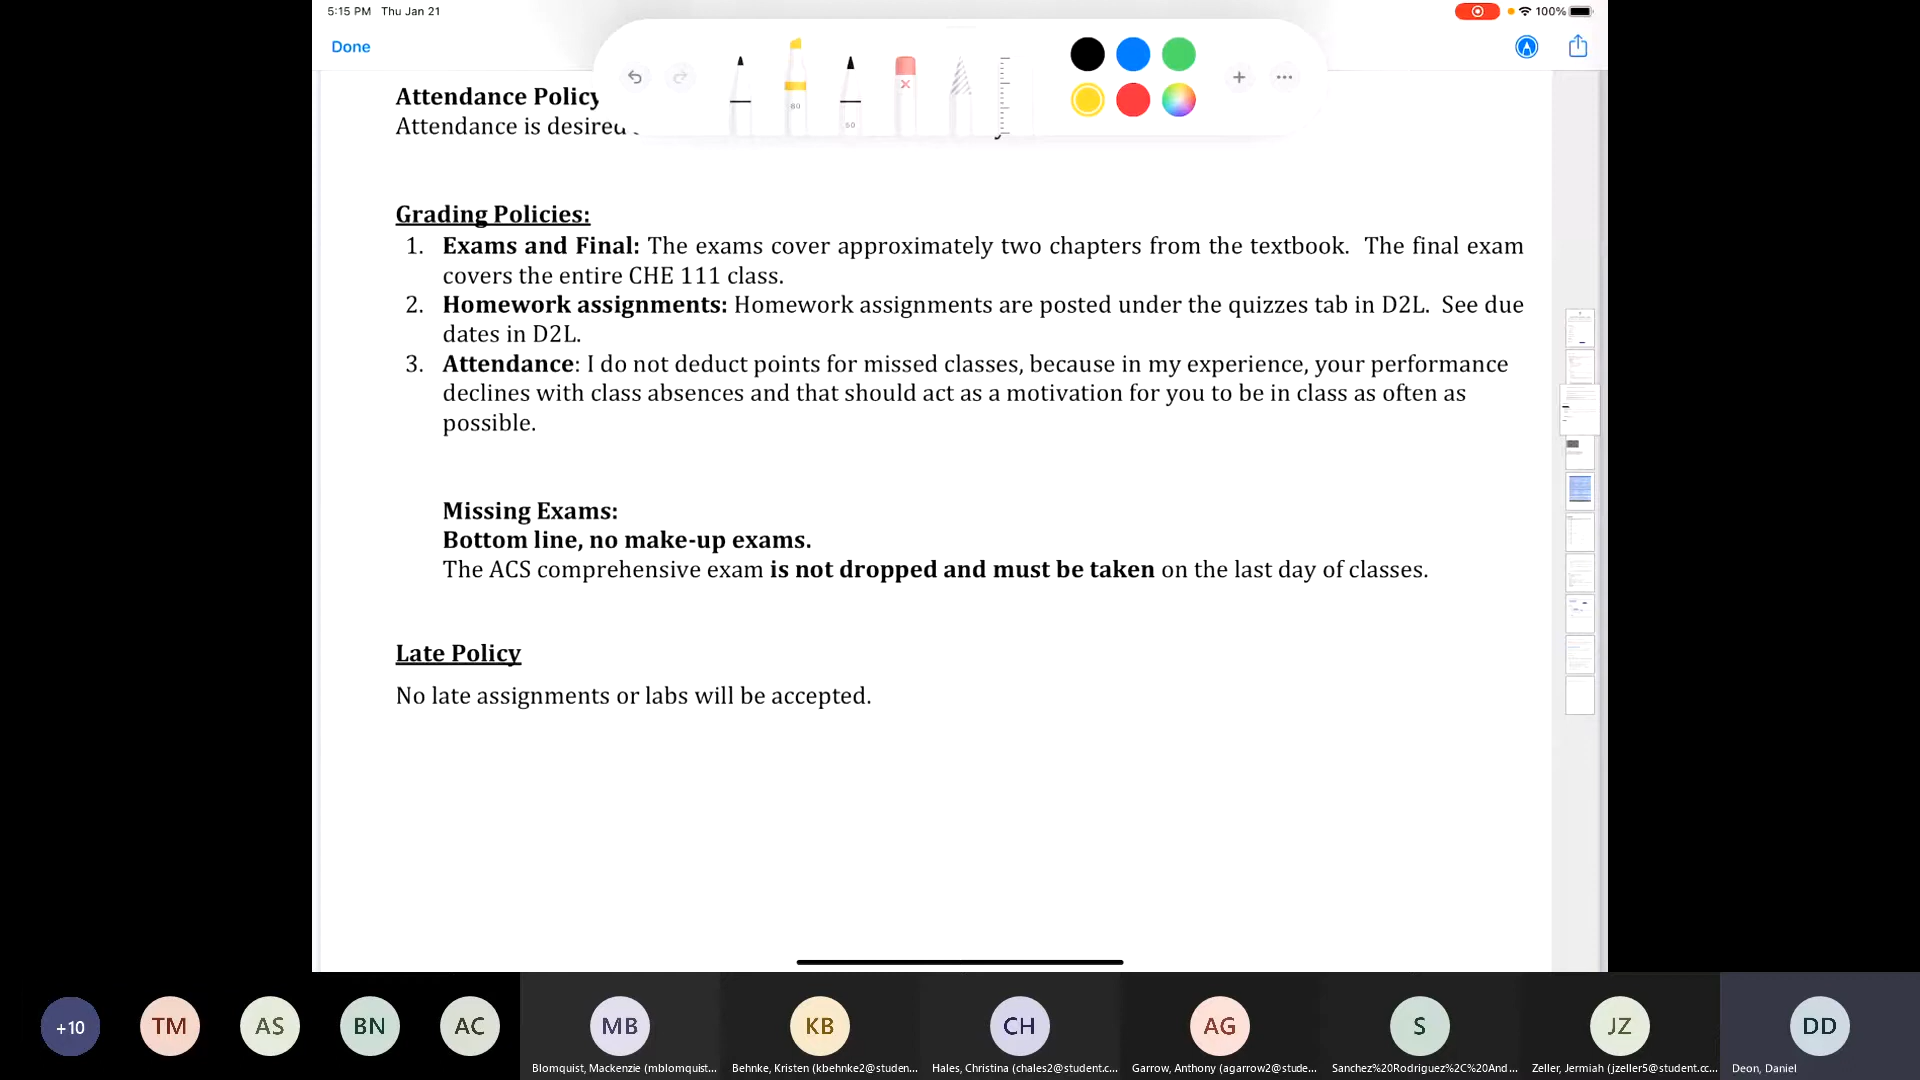 5:15 PM Thu Jan 21
100%
Done
80
50
Attendance Policy
Attendance is desired
Grading Policies:
1. Exams and Final: The exams cover approximately two chapters from the textbook. The final exam
covers the entire CHE 111 class.
2. Homework assignments: Homework assignments are posted under the quizzes tab in D2L. See due
dates in D2L.
3. Attendance: I do not deduct points for missed classes, because in my experience, your performance
declines with class absences and that should act as a motivation for you to be in class as often as
possible.
Missing Exams:
Bottom line, no make-up exams.
The ACS comprehensive exam is not dropped and must be taken on the last day of classes.
Late Policy
No late assignments or labs will be accepted.
+10 TM AS BN AC MB KB CH AG S JZ DD
Blomquist, Mackenzie (mblomquist... Behnke, Kristen (kbehnke2@studen... Hales, Christina (chales2@student.c... Garrow, Anthony (agarrow2@stude... Sanchez%20Rodriguez%2C%20And... Zeller, Jermiah (jzeller5@student.cc... Deon, Daniel